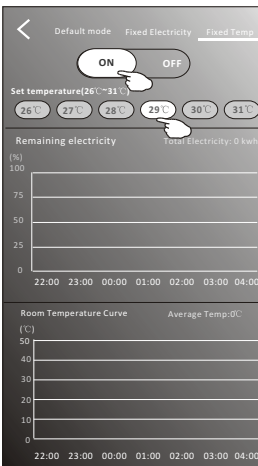 Default mode Fixed Electricity Fixed Temp
ON OFF
Set temperature(26℃~31℃)
26℃ 27℃ 28℃ 29℃ 30℃ 31℃
Remaining electricity Total Electricity: 0 kwh
(%)
100
75
50
25
0
22:00 23:00 00:00 01:00 02:00 03:00 04:00
Room Temperature Curve Average Temp:0℃
(℃)
50
40
30
20
10
0
22:00 23:00 00:00 01:00 02:00 03:00 04:00